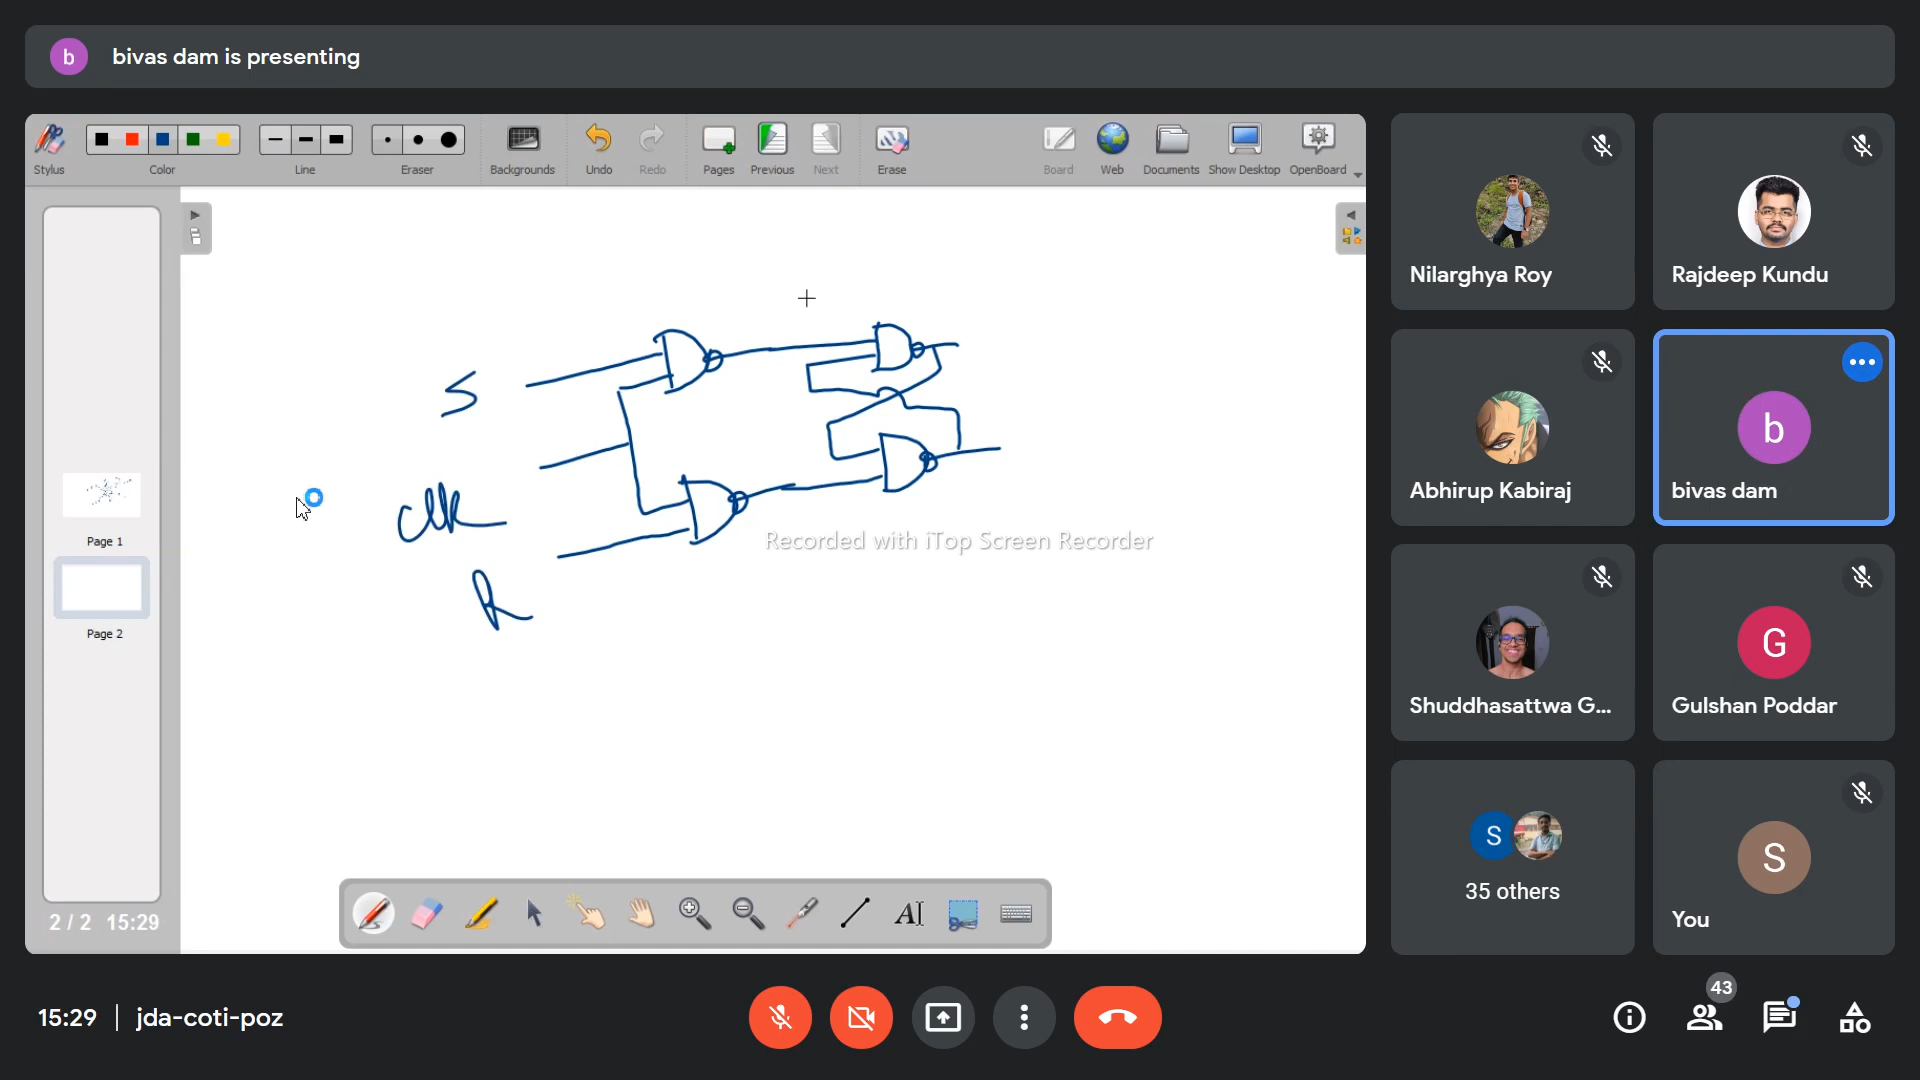 b bivas dam is presenting
Stylus Color Line Eraser Backgrounds Undo Redo Pages Previous Next Erase Board Web Documents Show Desktop OpenBoard
S
clk
R
Recorded with iTop Screen Recorder
Page 1
Page 2
2 / 2 15:29
AI
Nilarghya Roy
Rajdeep Kundu
Abhirup Kabiraj
b
bivas dam
Shuddhasattwa G...
G
Gulshan Poddar
S
35 others
S
You
15:29 | jda-coti-poz
43